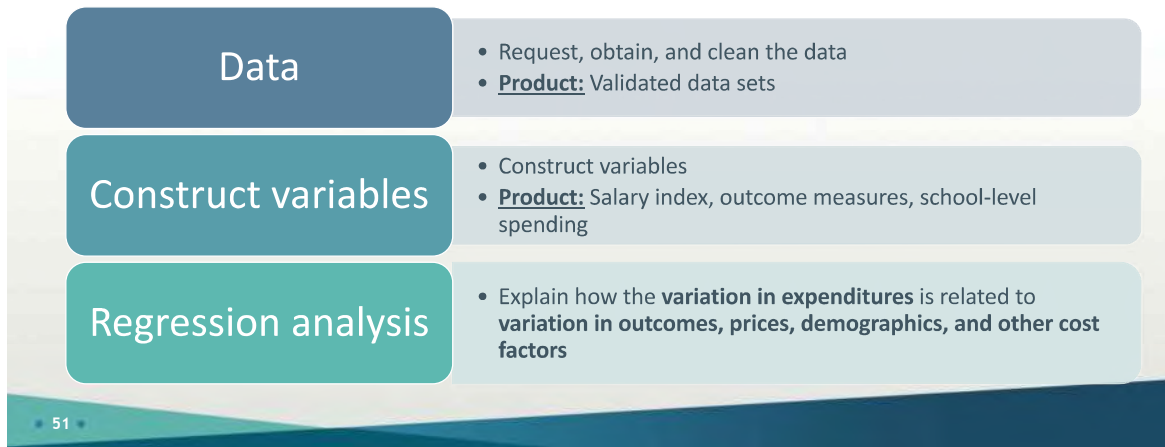 Data
• Request, obtain, and clean the data
• Product: Validated data sets
Construct variables
• Construct variables
• Product: Salary index, outcome measures, school-level
spending
Regression analysis
• Explain how the variation in expenditures is related to
variation in outcomes, prices, demographics, and other cost
factors
51